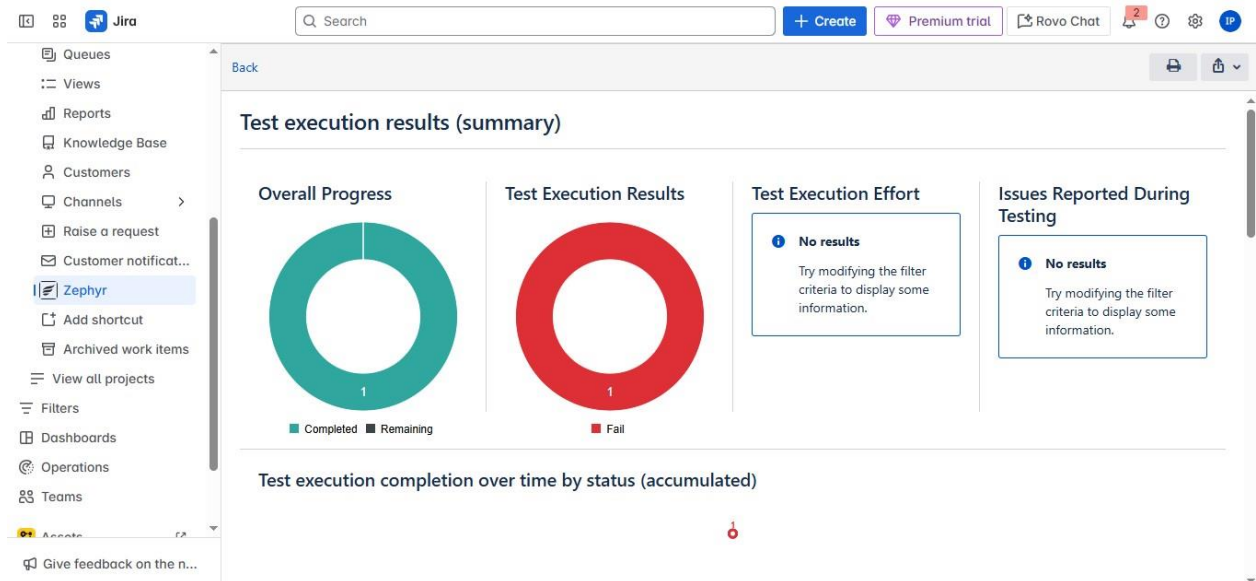 Jira
Search
+ Create
Premium trial
Rovo Chat
2
IP
Queues
Views
Reports
Knowledge Base
Customers
Channels
Raise a request
Customer notificat...
Zephyr
Add shortcut
Archived work items
View all projects
Filters
Dashboards
Operations
Teams
Assets
Give feedback on the n...
Back
Test execution results (summary)
Overall Progress
1
Completed Remaining
Test Execution Results
1
Fail
Test Execution Effort
No results
Try modifying the filter
criteria to display some
information.
Issues Reported During
Testing
No results
Try modifying the filter
criteria to display some
information.
Test execution completion over time by status (accumulated)
1